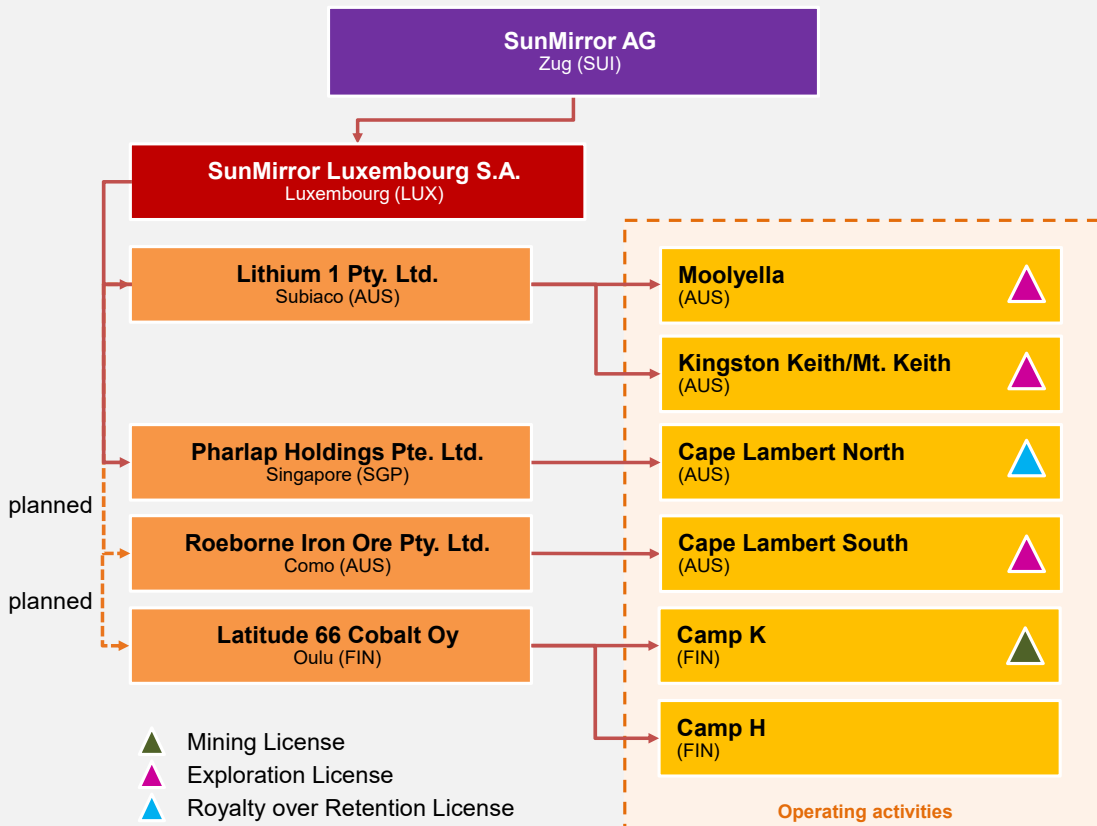 SunMirror AG
Zug (SUI)
SunMirror Luxembourg S.A.
Luxembourg (LUX)
Lithium 1 Pty. Ltd.
Subiaco (AUS)
Moolyella
(AUS)
Kingston Keith/Mt. Keith
(AUS)
Pharlap Holdings Pte. Ltd.
Singapore (SGP)
Cape Lambert North
(AUS)
planned
Roeborne Iron Ore Pty. Ltd.
Como (AUS)
Cape Lambert South
(AUS)
planned
Latitude 66 Cobalt Oy
Oulu (FIN)
Camp K
(FIN)
Camp H
(FIN)
Mining License
Exploration License
Royalty over Retention License
Operating activities